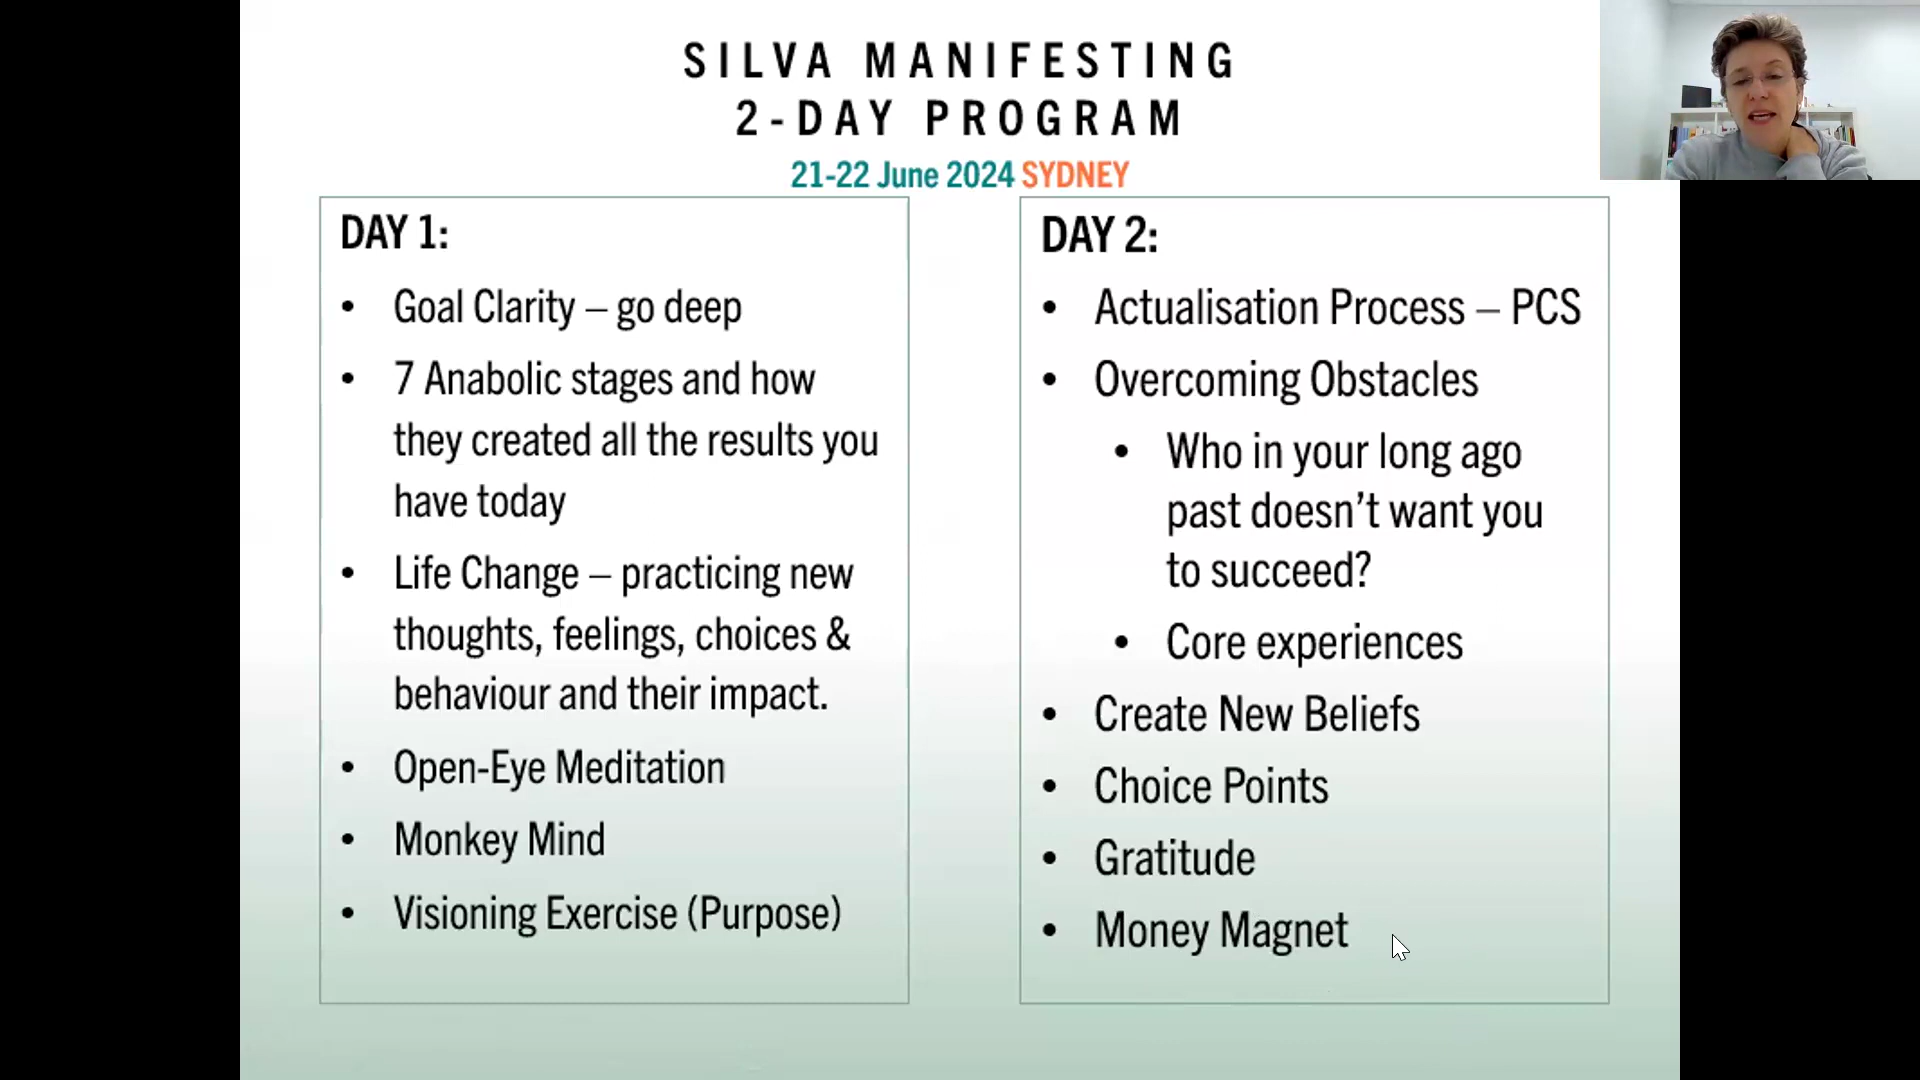 SILVA MANIFESTING
2-DAY PROGRAM
21-22 June 2024 SYDNEY
DAY 1:
• Goal Clarity – go deep
• 7 Anabolic stages and how
they created all the results you
have today
• Life Change – practicing new
thoughts, feelings, choices &
behaviour and their impact.
• Open-Eye Meditation
• Monkey Mind
• Visioning Exercise (Purpose)
DAY 2:
• Actualisation Process – PCS
• Overcoming Obstacles
• Who in your long ago
past doesn’t want you
to succeed?
• Core experiences
• Create New Beliefs
• Choice Points
• Gratitude
• Money Magnet